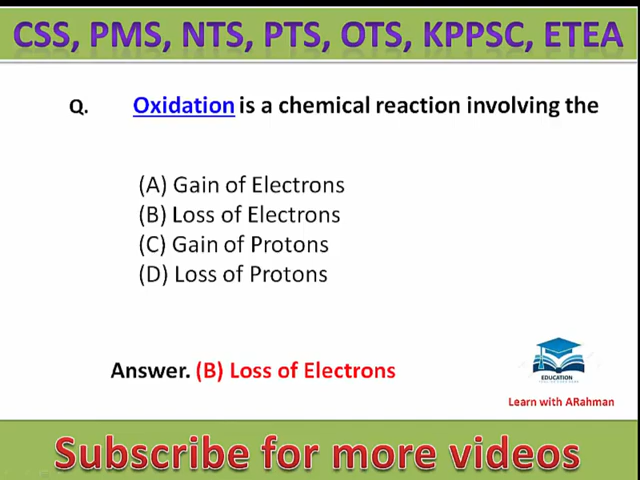 CSS, PMS, NTS, PTS, OTS, KPPSC, ETEA
Q. Oxidation is a chemical reaction involving the
(A) Gain of Electrons
(B) Loss of Electrons
(C) Gain of Protons
(D) Loss of Protons
Answer. (B) Loss of Electrons
EDUCATION
Learn with ARahman
Subscribe for more videos